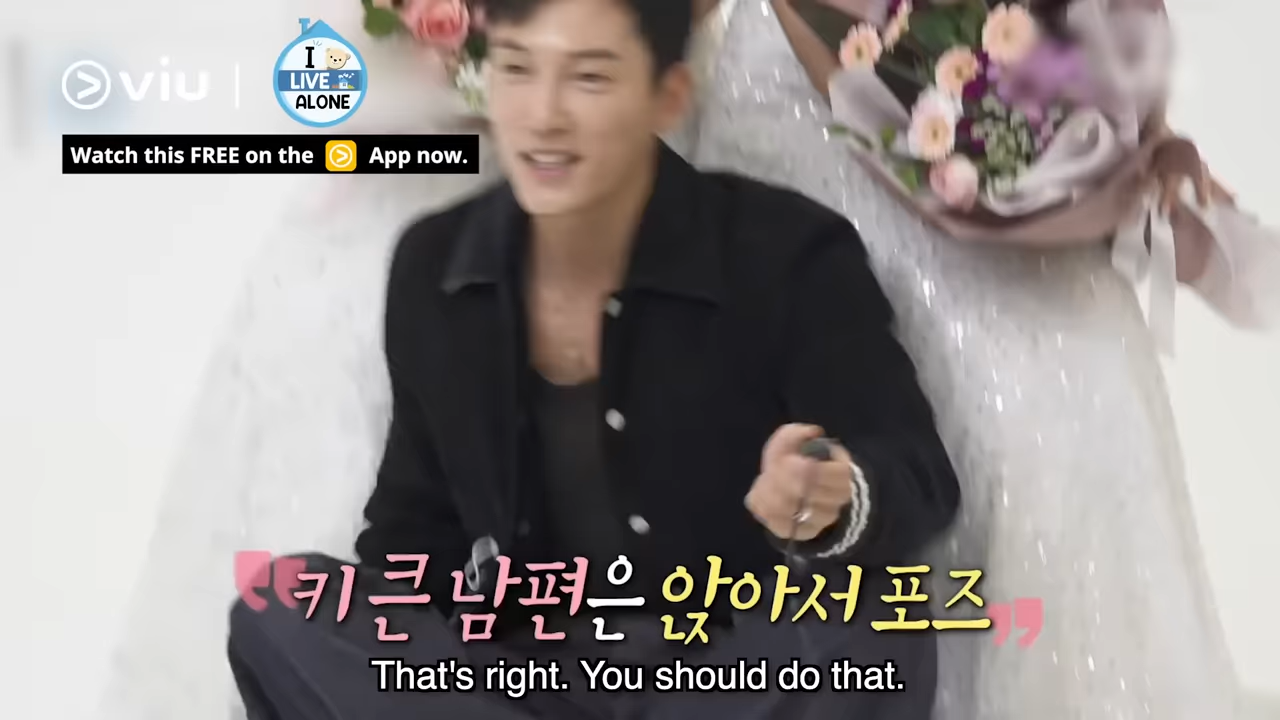 viu
I
LIVE
ALONE
Watch this FREE on the App now.
키 큰 남편은 앉아서 포즈
That's right. You should do that.